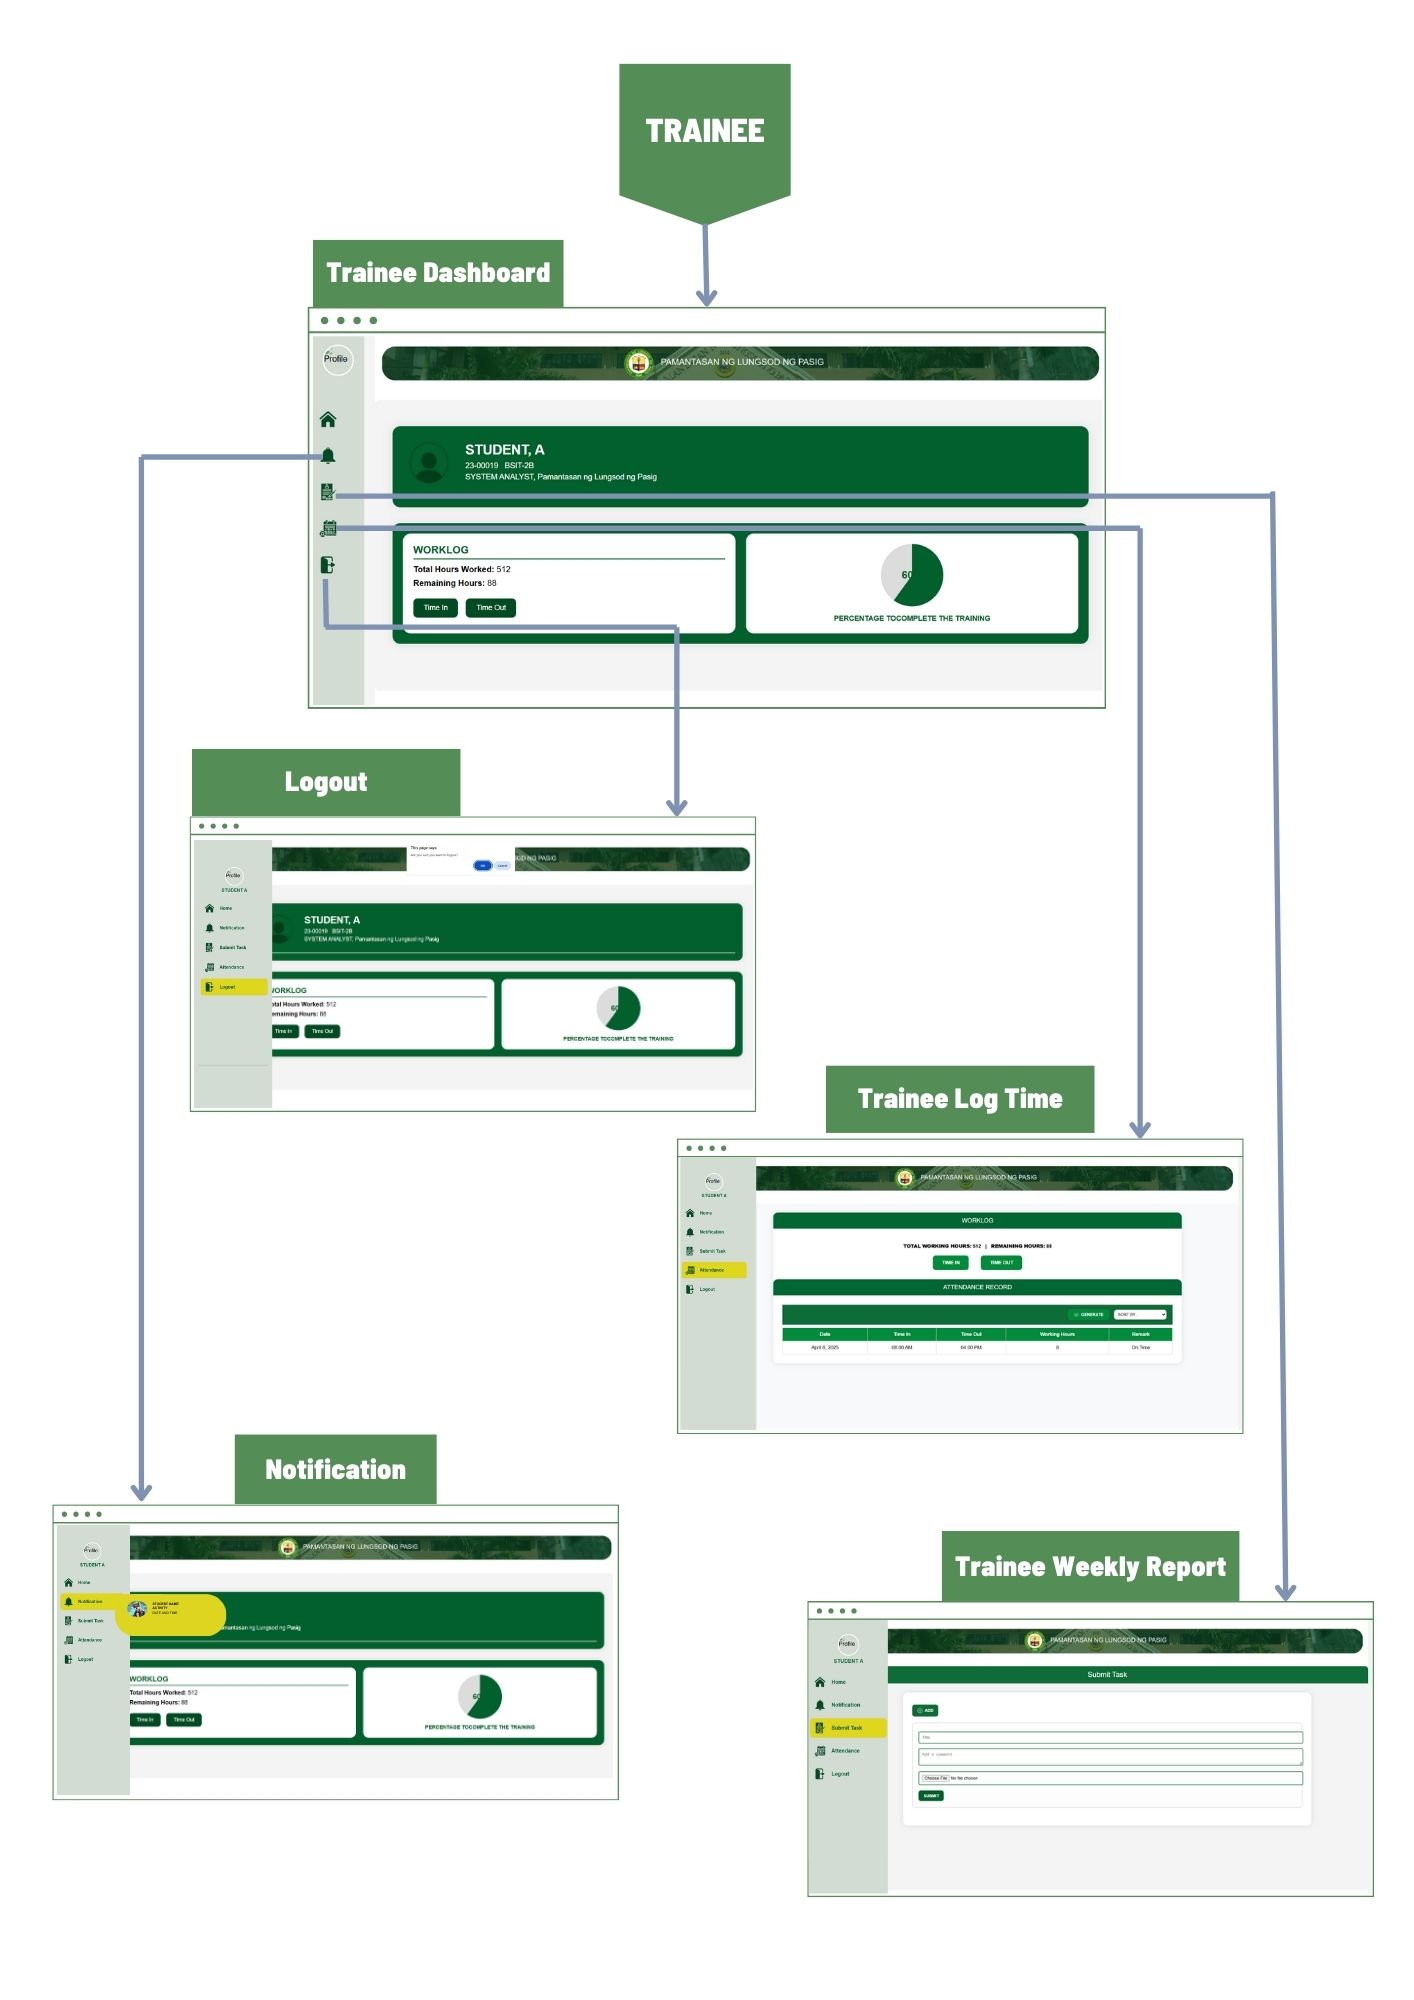 TRAINEE
Trainee Dashboard
Profile
PAMANTASAN NG LUNGSOD NG PASIG
STUDENT, A
23-00019 BSIT-2B
SYSTEM ANALYST, Pamantasan ng Lungsod ng Pasig
WORKLOG
Total Hours Worked: 512
Remaining Hours: 88
Time In Time Out
60
PERCENTAGE TOCOMPLETE THE TRAINING
Logout
This page says
Are you sure you want to logout?
OK Cancel
OD NG PASIG
Profile
STUDENT A
Home
Notification
Submit Task
Attendance
Logout
STUDENT, A
23-00019 BSIT-2B
SYSTEM ANALYST, Pamantasan ng Lungsod ng Pasig
WORKLOG
otal Hours Worked: 512
emaining Hours: 88
Time In Time Out
60
PERCENTAGE TOCOMPLETE THE TRAINING
Trainee Log Time
Profile
STUDENT A
Home
Notification
Submit Task
Attendance
Logout
PAMANTASAN NG LUNGSOD NG PASIG
WORKLOG
TOTAL WORKING HOURS: 512 | REMAINING HOURS: 88
TIME IN TIME OUT
ATTENDANCE RECORD
GENERATE SORT BY...
Date Time In Time Out Working Hours Remark
April 6, 2025 08:00 AM 04:00 PM 8 On Time
Notification
Profile
STUDENT A
Home
Notification
Submit Task
Attendance
Logout
PAMANTASAN NG LUNGSOD NG PASIG
STUDENT NAME
ACTIVITY
DATE AND TIME
amantasan ng Lungsod ng Pasig
WORKLOG
Total Hours Worked: 512
Remaining Hours: 88
Time In Time Out
60
PERCENTAGE TOCOMPLETE THE TRAINING
Trainee Weekly Report
Profile
STUDENT A
Home
Notification
Submit Task
Attendance
Logout
PAMANTASAN NG LUNGSOD NG PASIG
Submit Task
ADD
Title
Add a comment
Choose File No file chosen
SUBMIT